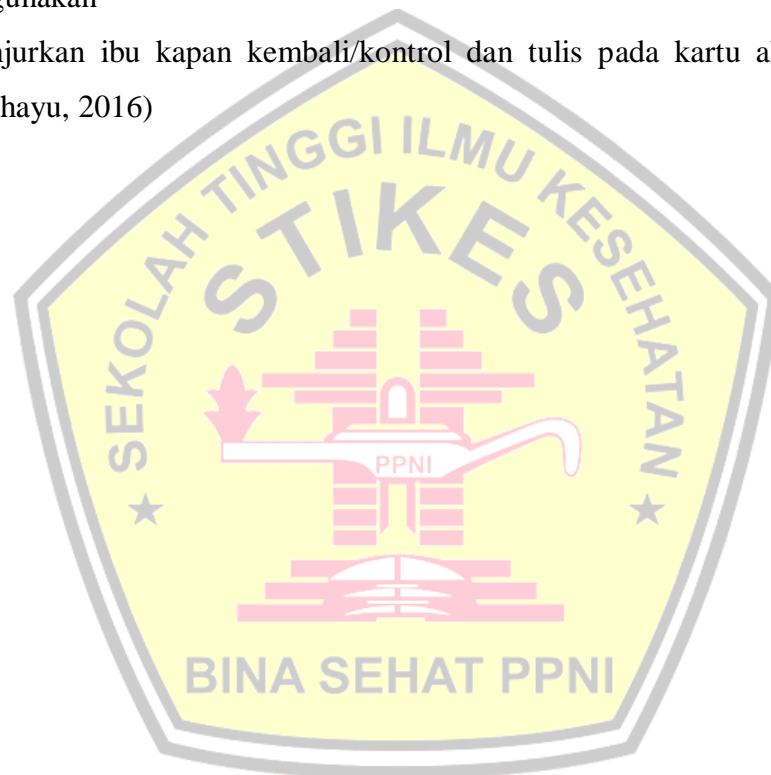 gunakan
jurkan ibu kapan kembali/kontrol dan tulis pada kartu
hayu, 2016)
SEKOLAH TINGGI ILMU KESEHATAN
STIKES
PPNI
BINA SEHAT PPNI